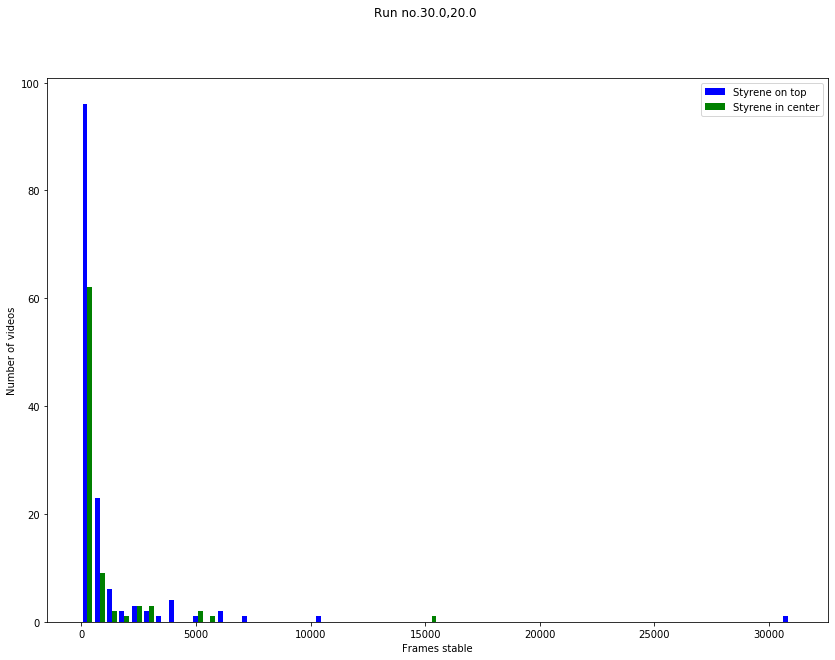 Run no.30.0,20.0
100
80
60
40
20
0
Number of videos
Styrene on top
Styrene in center
0 5000 10000 15000 20000 25000 30000
Frames stable